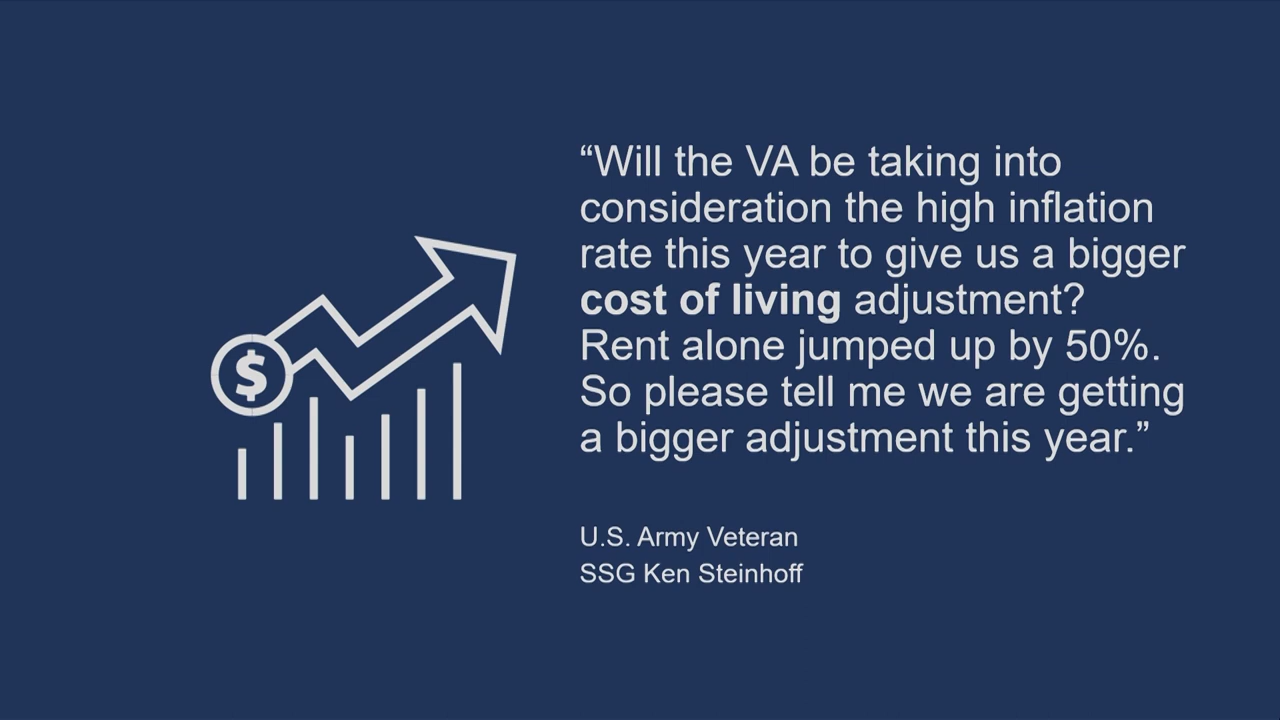 $
“Will the VA be taking into
consideration the high inflation
rate this year to give us a bigger
cost of living adjustment?
Rent alone jumped up by 50%.
So please tell me we are getting
a bigger adjustment this year.”
U.S. Army Veteran
SSG Ken Steinhoff